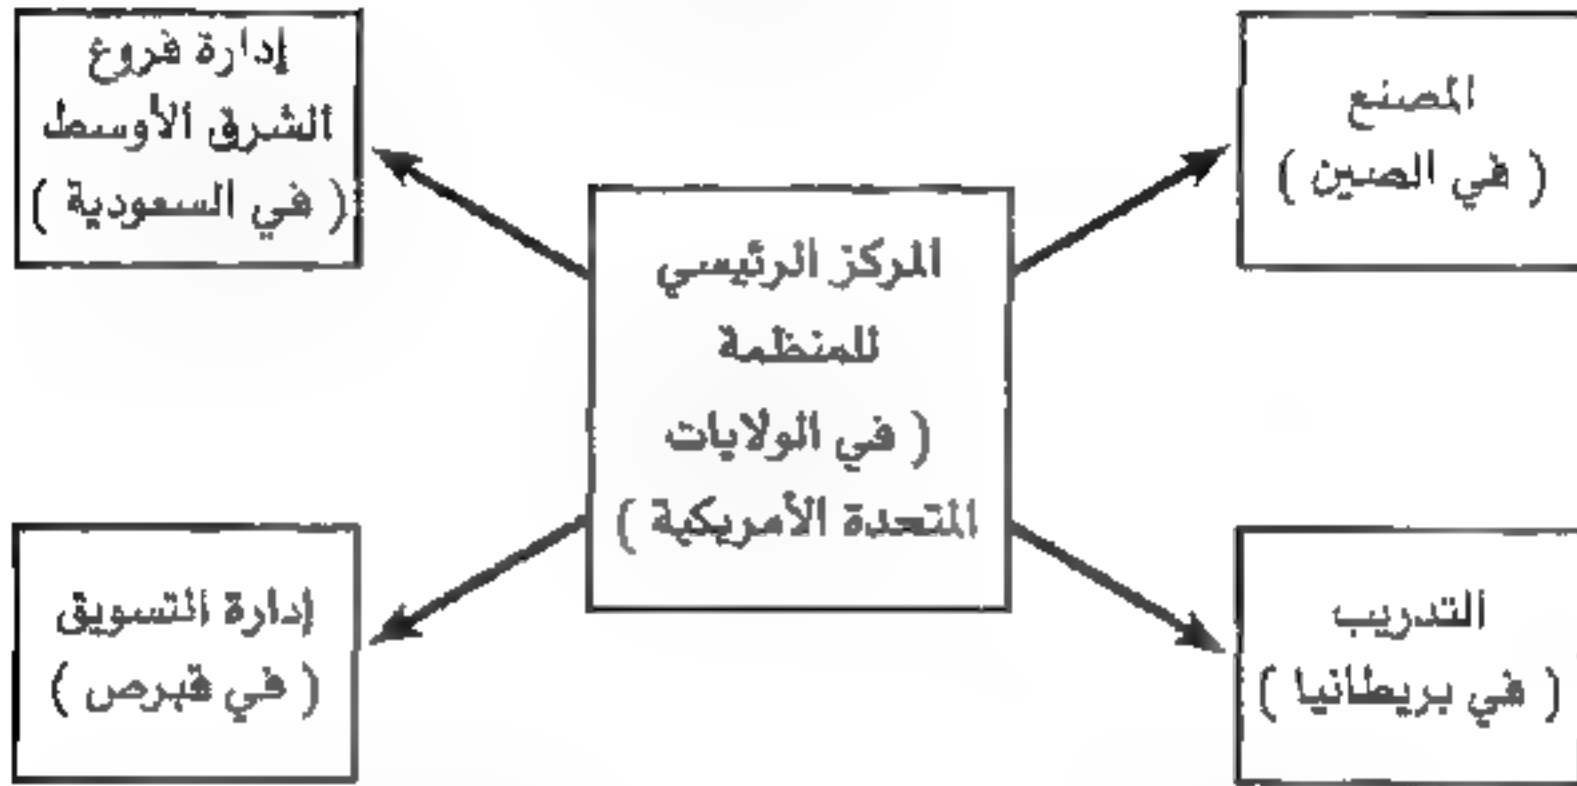 المصنع
( في الصين )
إدارة فروع
الشرق الأوسط
( في السعودية )
المركز الرئيسي
للمنظمة
( في الولايات
المتحدة الأمريكية )
التدريب
( في بريطانيا )
إدارة التسويق
( في قبرص )